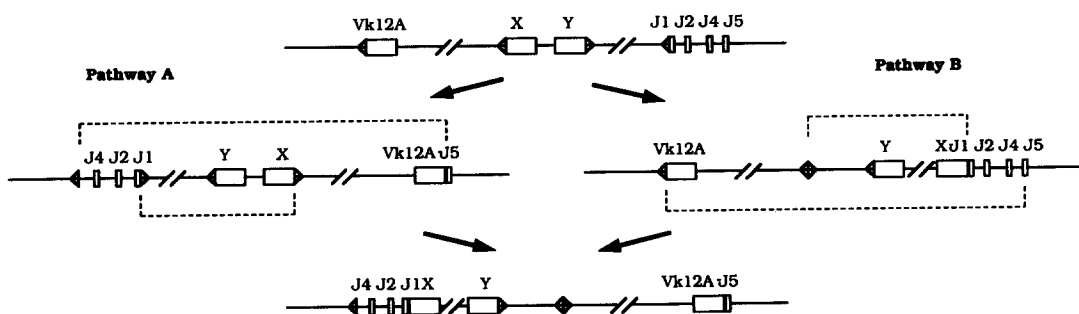 Vk12A X Y J1 J2 J4 J5
Pathway A
Pathway B
J4 J2 J1 Y X Vk12A J5
Vk12A Y XJ1 J2 J4 J5
J4 J2 J1X Y Vk12A J5